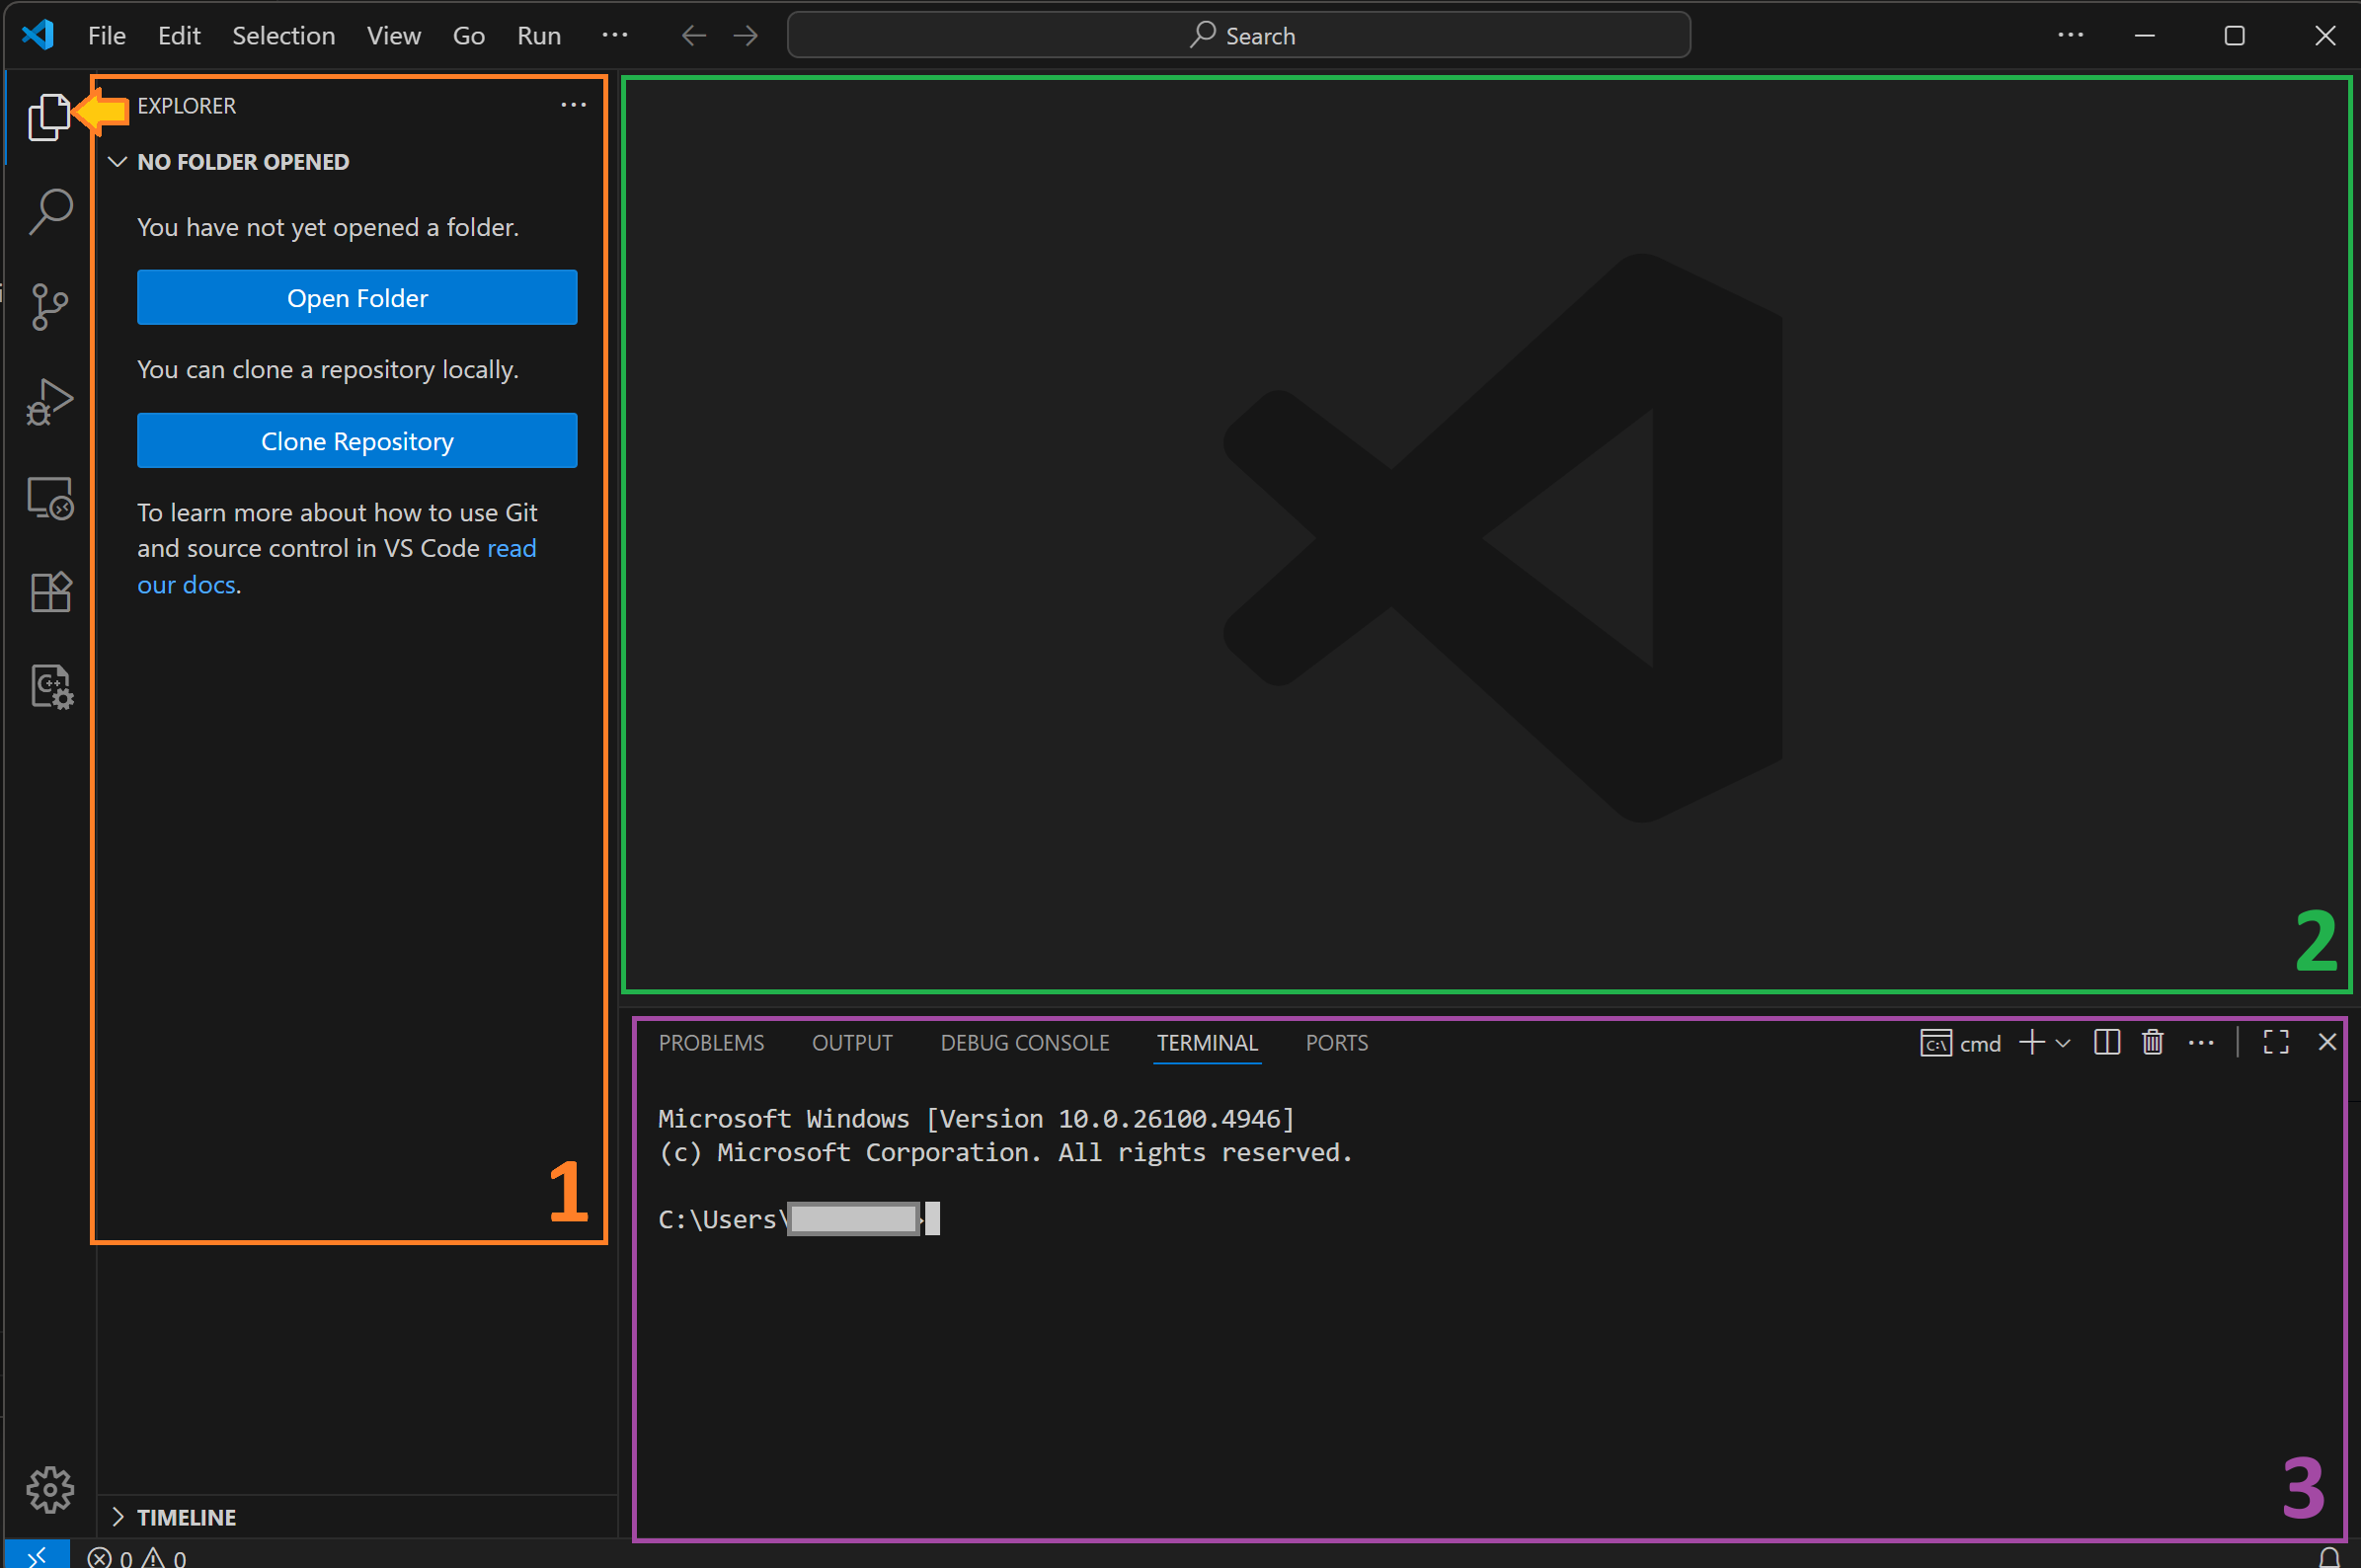 File Edit Selection View Go Run ··· Search
EXPLORER
NO FOLDER OPENED
You have not yet opened a folder.
Open Folder
You can clone a repository locally.
Clone Repository
To learn more about how to use Git
and source control in VS Code read
our docs.
1
TIMELINE
2
PROBLEMS OUTPUT DEBUG CONSOLE TERMINAL PORTS cmd
Microsoft Windows [Version 10.0.26100.4946]
(c) Microsoft Corporation. All rights reserved.
C:\Users\
3
0 0